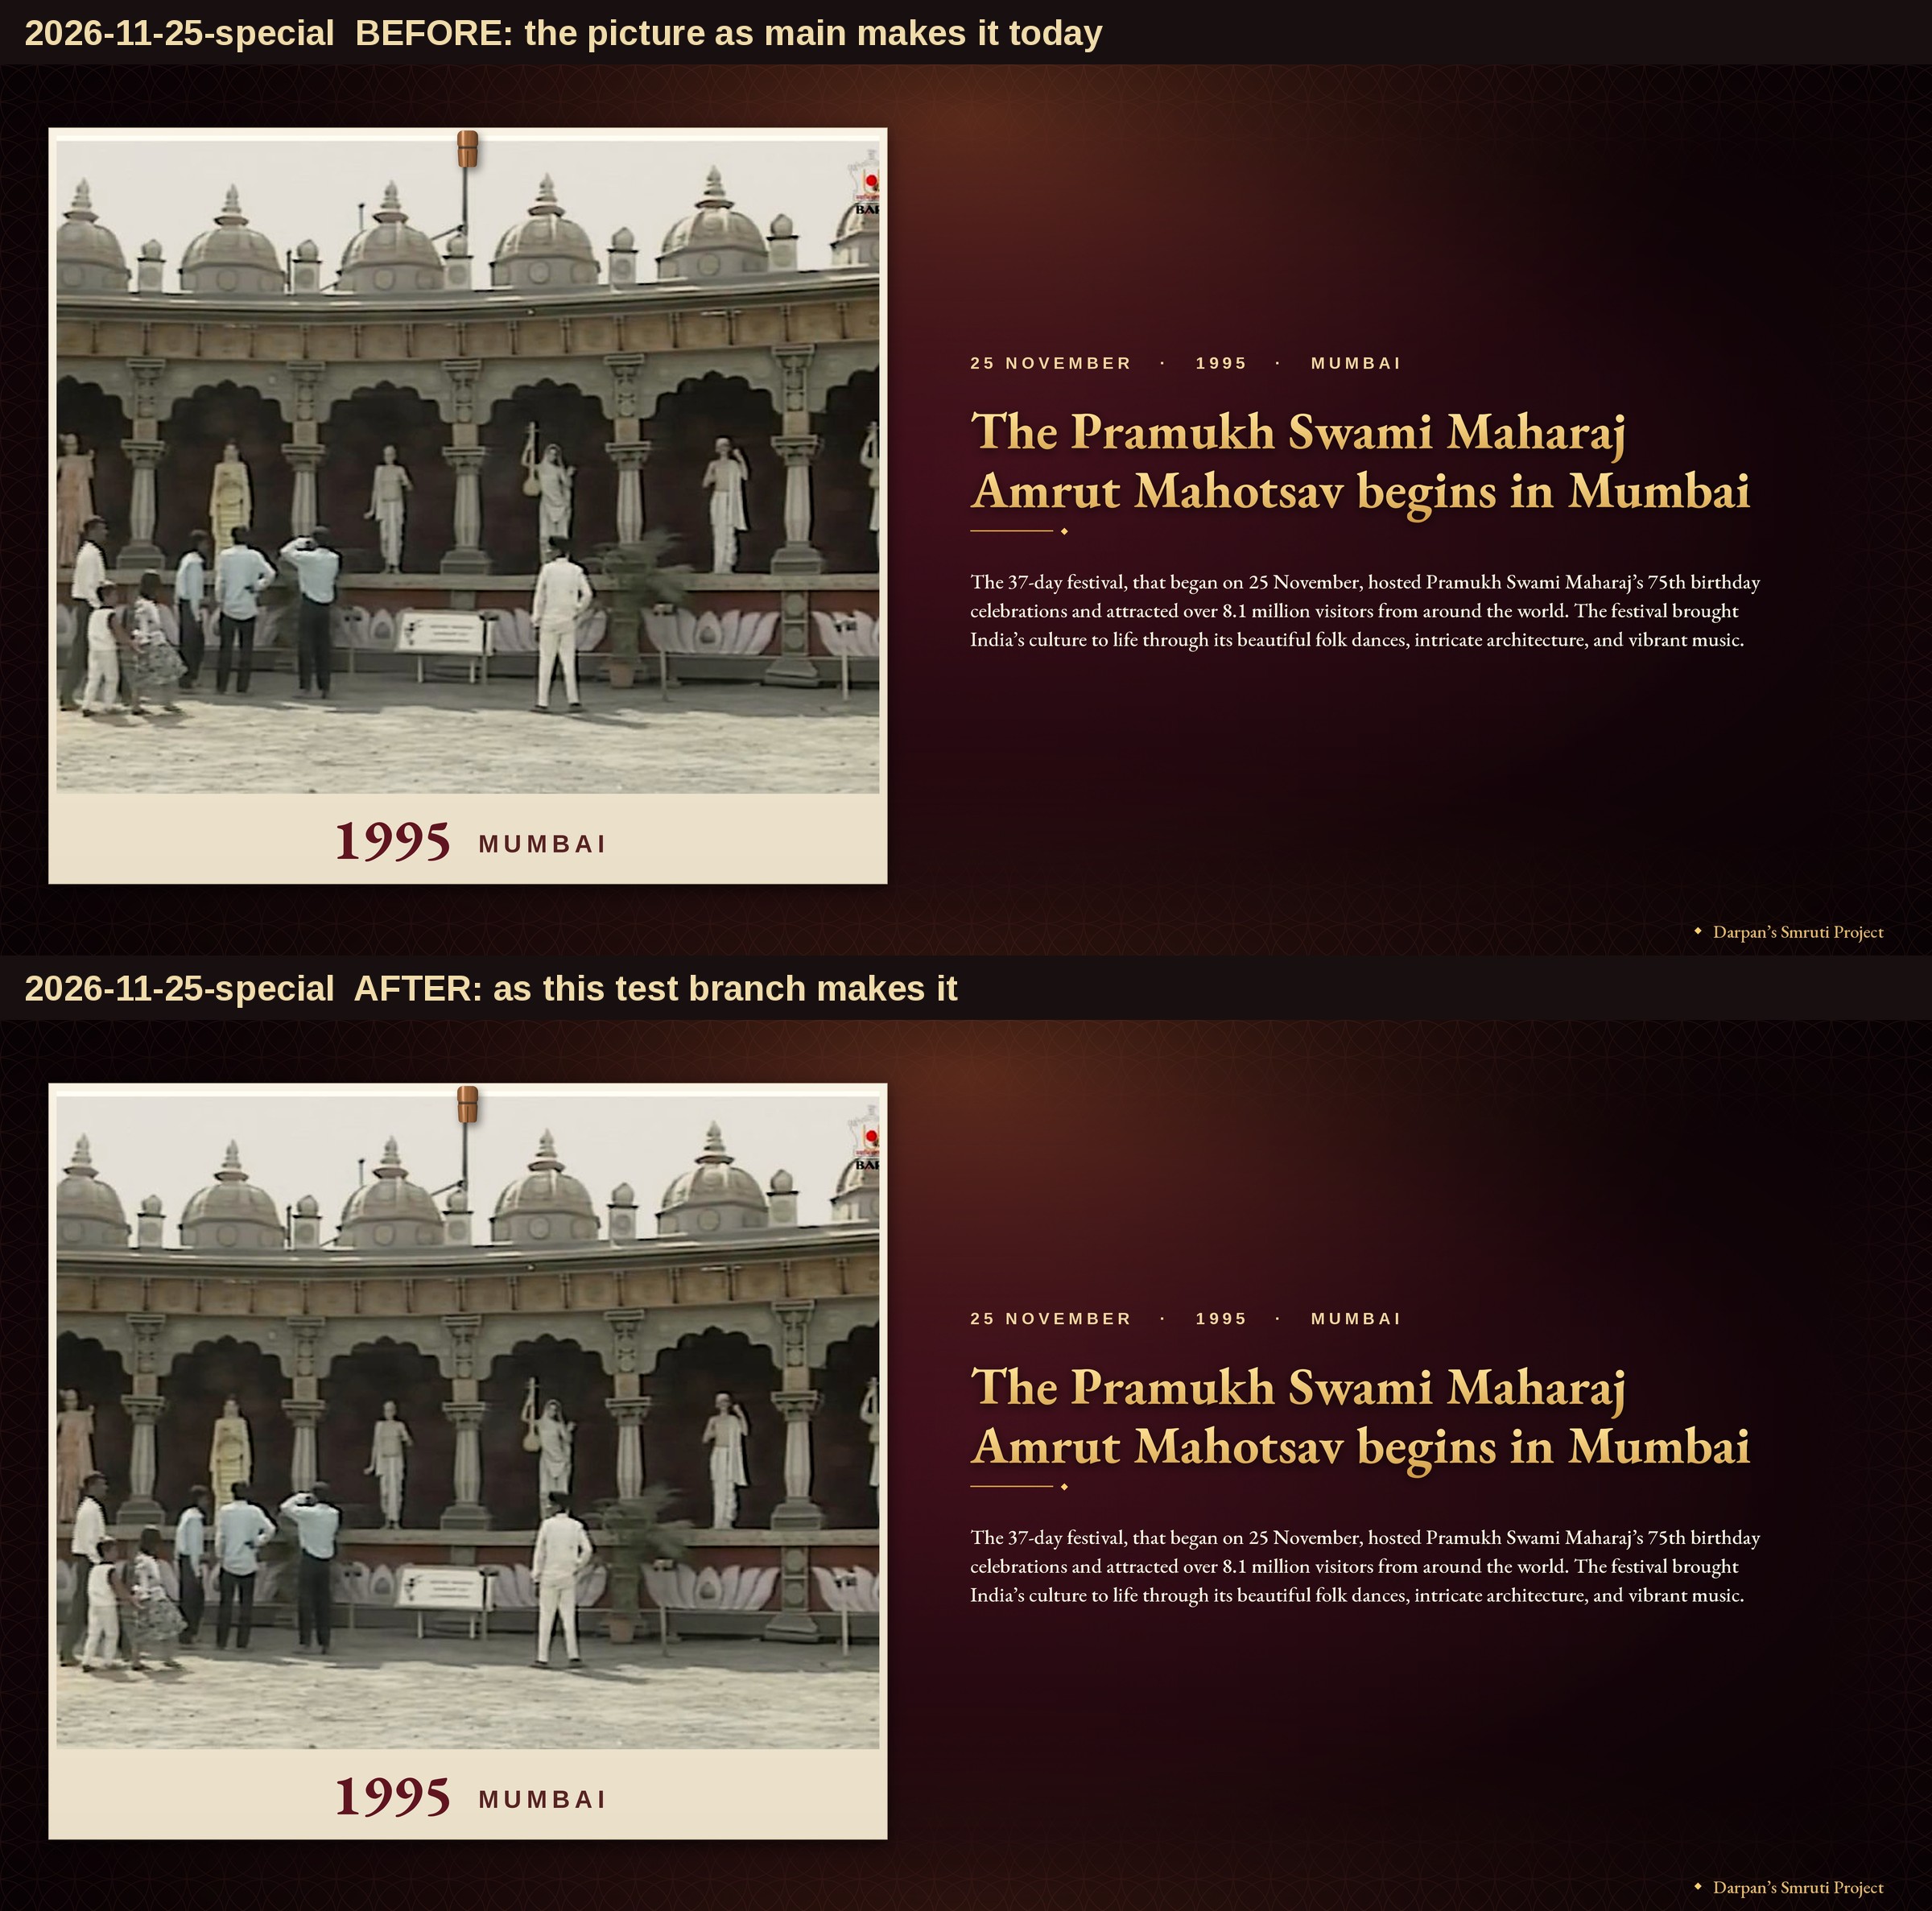 2026-11-25-special  BEFORE: the picture as main makes it today
BAP
1995 MUMBAI
25 NOVEMBER · 1995 · MUMBAI
The Pramukh Swami Maharaj
Amrut Mahotsav begins in Mumbai
The 37-day festival, that began on 25 November, hosted Pramukh Swami Maharaj’s 75th birthday
celebrations and attracted over 8.1 million visitors from around the world. The festival brought
India’s culture to life through its beautiful folk dances, intricate architecture, and vibrant music.
Darpan’s Smruti Project
2026-11-25-special  AFTER: as this test branch makes it
BAP
1995 MUMBAI
25 NOVEMBER · 1995 · MUMBAI
The Pramukh Swami Maharaj
Amrut Mahotsav begins in Mumbai
The 37-day festival, that began on 25 November, hosted Pramukh Swami Maharaj’s 75th birthday
celebrations and attracted over 8.1 million visitors from around the world. The festival brought
India’s culture to life through its beautiful folk dances, intricate architecture, and vibrant music.
Darpan’s Smruti Project